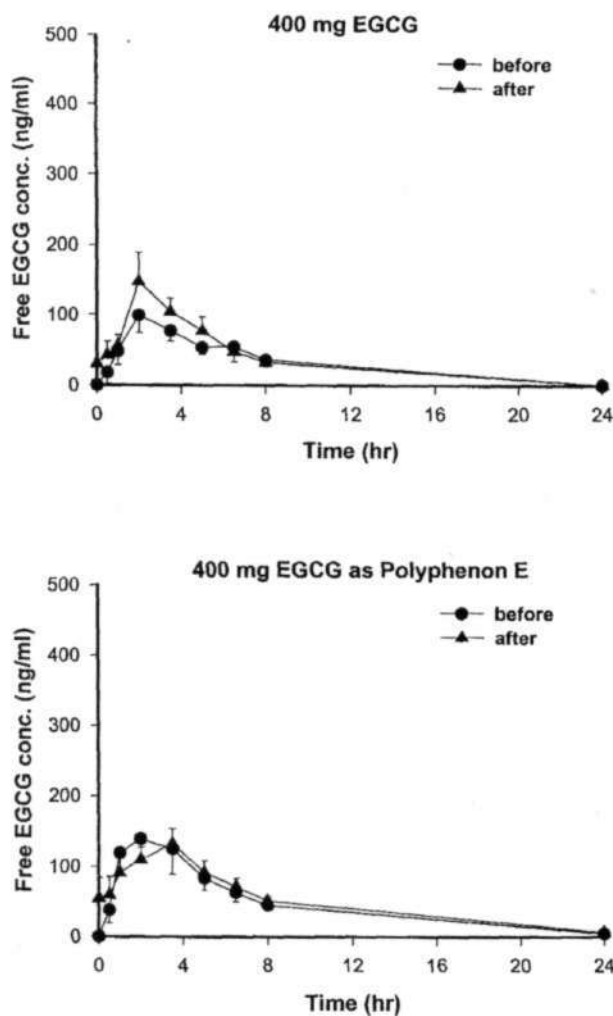 400 mg EGCG
500
400
300
200
100
0
Free EGCG conc. (ng/ml)
before
after
0 4 8 12 16 20 24
Time (hr)
400 mg EGCG as Polyphenon E
500
400
300
200
100
0
Free EGCG conc. (ng/ml)
before
after
0 4 8 12 16 20 24
Time (hr)